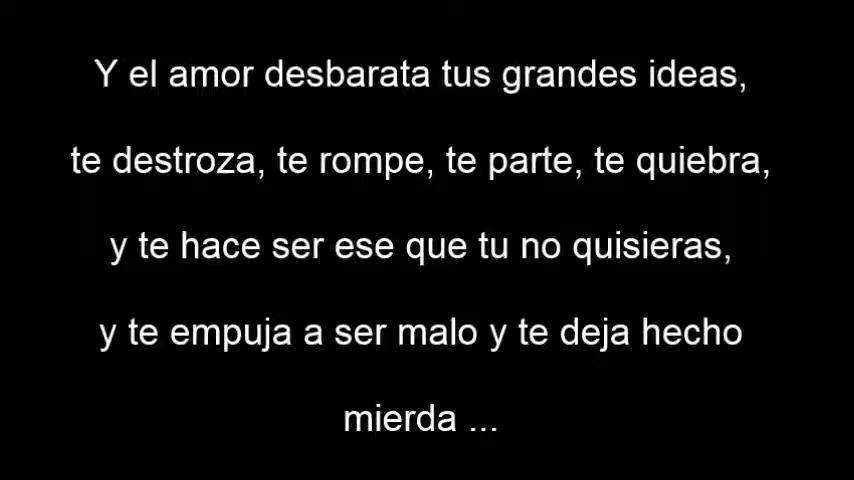 Y el amor desbarata tus grandes ideas,
te destroza, te rompe, te parte, te quiebra,
y te hace ser ese que tu no quisieras,
y te empuja a ser malo y te deja hecho
mierda ...